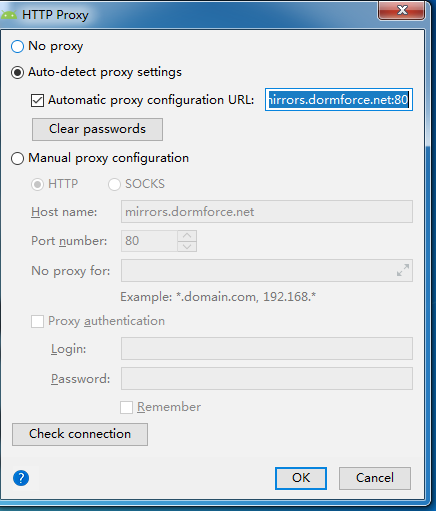 HTTP Proxy
No proxy
Auto-detect proxy settings
Automatic proxy configuration URL: mirrors.dormforce.net:80
Clear passwords
Manual proxy configuration
HTTP SOCKS
Host name: mirrors.dormforce.net
Port number: 80
No proxy for:
Example: *.domain.com, 192.168.*
Proxy authentication
Login:
Password:
Remember
Check connection
? OK Cancel